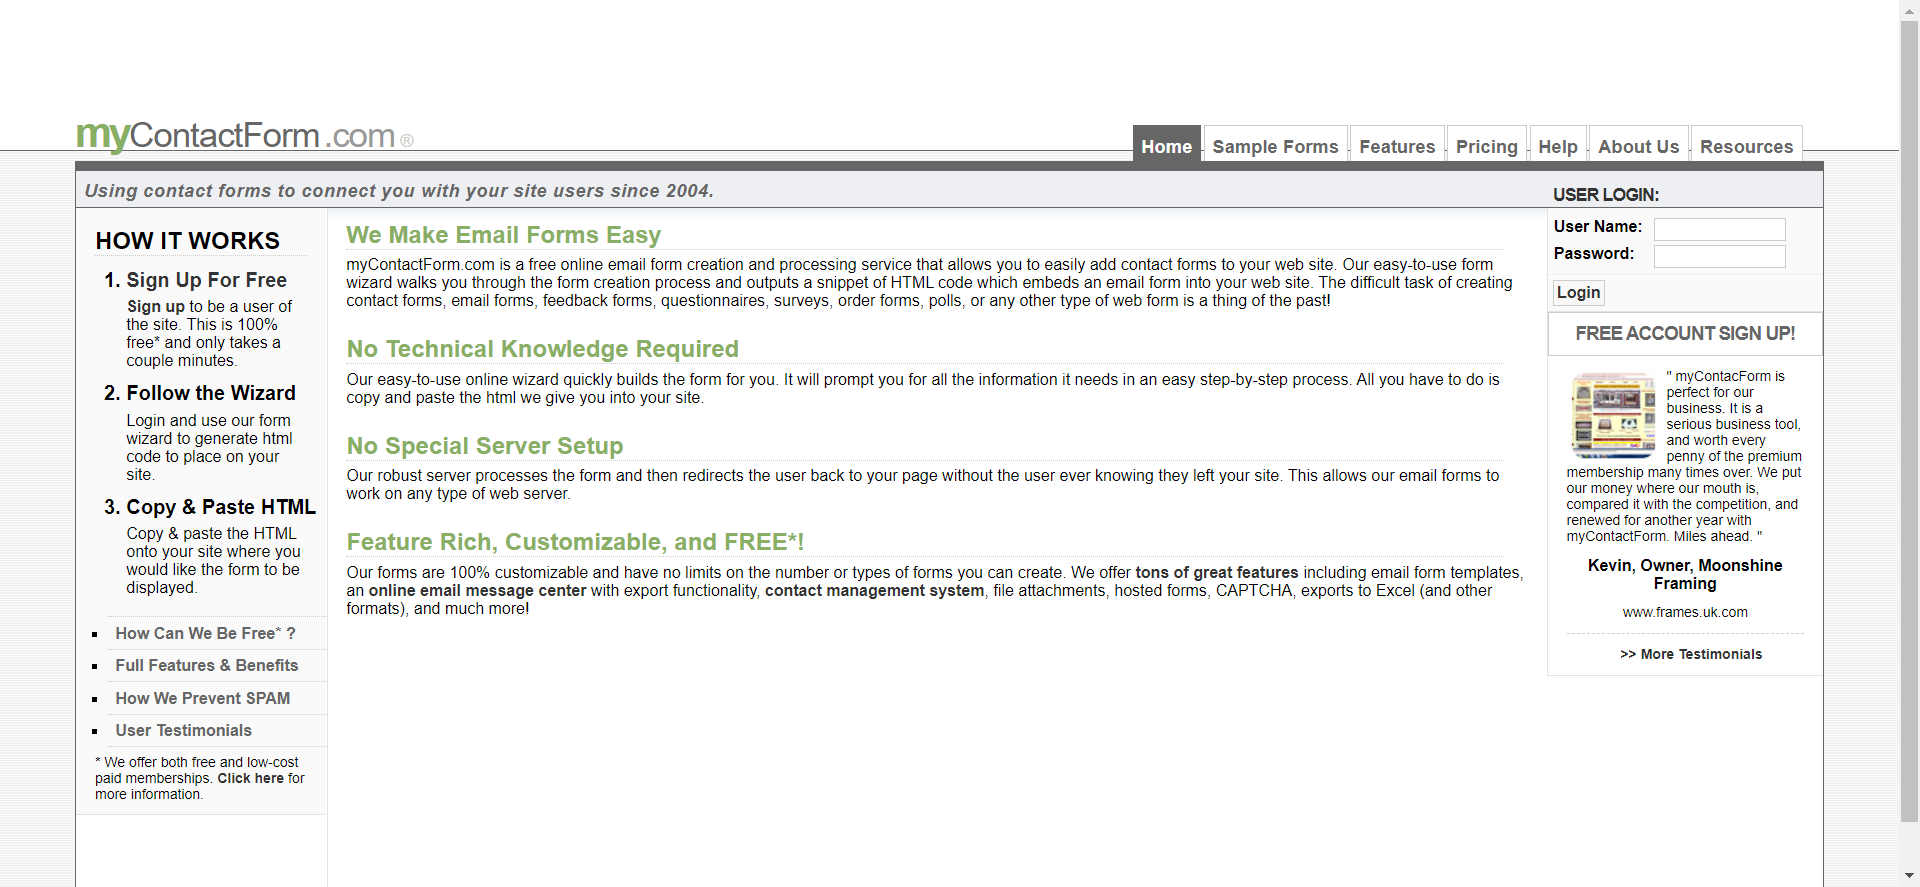 myContactForm.com®
Home Sample Forms Features Pricing Help About Us Resources
Using contact forms to connect you with your site users since 2004.
HOW IT WORKS
1. Sign Up For Free
Sign up to be a user of
the site. This is 100%
free* and only takes a
couple minutes.
2. Follow the Wizard
Login and use our form
wizard to generate html
code to place on your
site.
3. Copy & Paste HTML
Copy & paste the HTML
onto your site where you
would like the form to be
displayed.
How Can We Be Free* ?
Full Features & Benefits
How We Prevent SPAM
User Testimonials
* We offer both free and low-cost
paid memberships. Click here for
more information.
We Make Email Forms Easy
myContactForm.com is a free online email form creation and processing service that allows you to easily add contact forms to your web site. Our easy-to-use form
wizard walks you through the form creation process and outputs a snippet of HTML code which embeds an email form into your web site. The difficult task of creating
contact forms, email forms, feedback forms, questionnaires, surveys, order forms, polls, or any other type of web form is a thing of the past!
No Technical Knowledge Required
Our easy-to-use online wizard quickly builds the form for you. It will prompt you for all the information it needs in an easy step-by-step process. All you have to do is
copy and paste the html we give you into your site.
No Special Server Setup
Our robust server processes the form and then redirects the user back to your page without the user ever knowing they left your site. This allows our email forms to
work on any type of web server.
Feature Rich, Customizable, and FREE*!
Our forms are 100% customizable and have no limits on the number or types of forms you can create. We offer tons of great features including email form templates,
an online email message center with export functionality, contact management system, file attachments, hosted forms, CAPTCHA, exports to Excel (and other
formats), and much more!
USER LOGIN:
User Name:
Password:
Login
FREE ACCOUNT SIGN UP!
" myContacForm is
perfect for our
business. It is a
serious business tool,
and worth every
penny of the premium
membership many times over. We put
our money where our mouth is,
compared it with the competition, and
renewed for another year with
myContactForm. Miles ahead. "
Kevin, Owner, Moonshine
Framing
www.frames.uk.com
>> More Testimonials